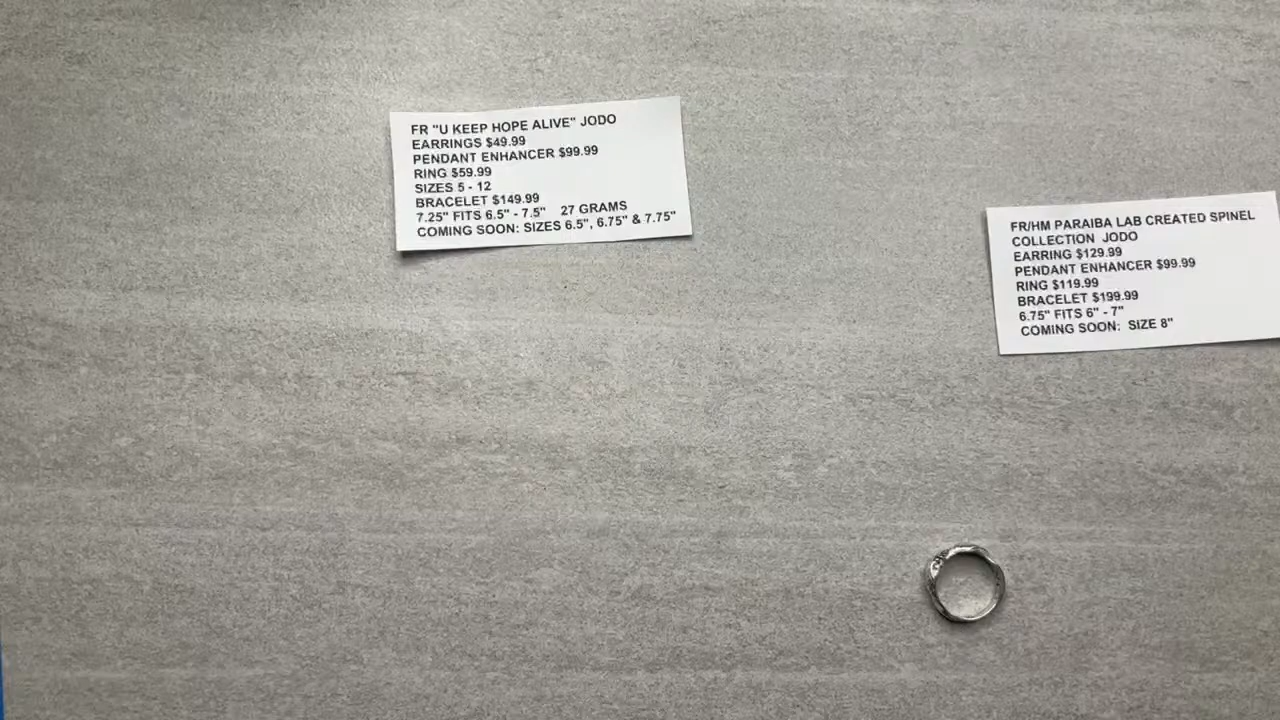 FR "U KEEP HOPE ALIVE" JODO
EARRINGS $49.99
PENDANT ENHANCER $99.99
RING $59.99
SIZES 5 - 12
BRACELET $149.99
7.25" FITS 6.5" - 7.5" 27 GRAMS
COMING SOON: SIZES 6.5", 6.75" & 7.75"
FR/HM PARAIBA LAB CREATED SPINEL
COLLECTION JODO
EARRING $129.99
PENDANT ENHANCER $99.99
RING $119.99
BRACELET $199.99
6.75" FITS 6" - 7"
COMING SOON: SIZE 8"